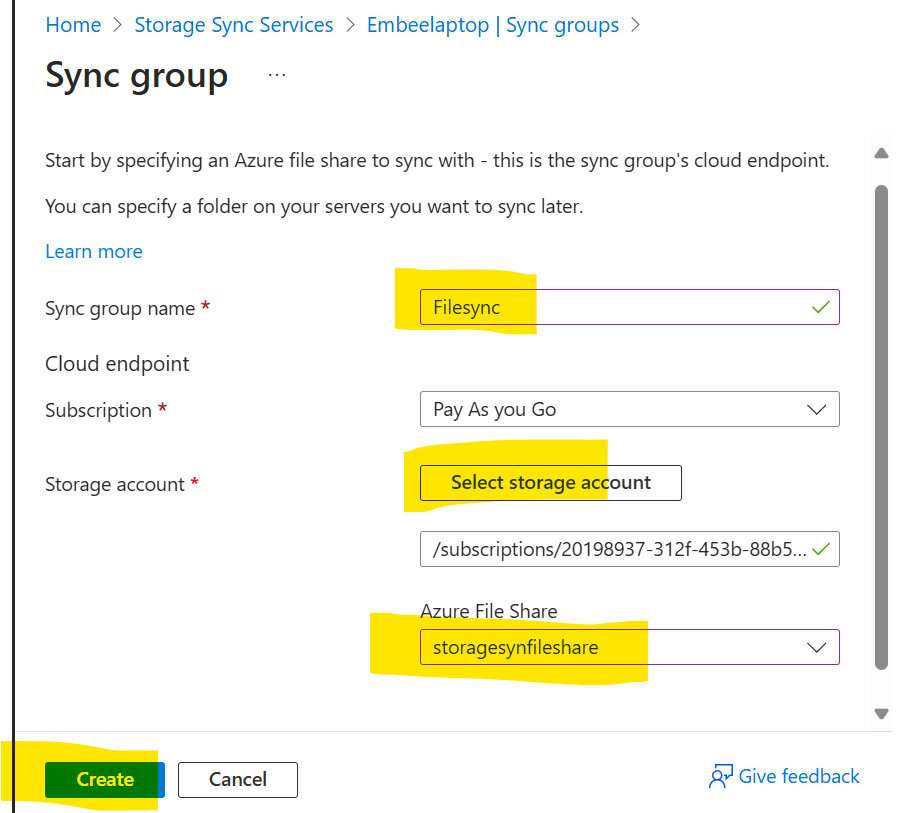 Home > Storage Sync Services > Embeelaptop | Sync groups >
Sync group ...
Start by specifying an Azure file share to sync with - this is the sync group's cloud endpoint.
You can specify a folder on your servers you want to sync later.
Learn more
Sync group name * Filesync
Cloud endpoint
Subscription * Pay As you Go
Storage account * Select storage account
/subscriptions/20198937-312f-453b-88b5...
Azure File Share
storagesynfileshare
Create Cancel Give feedback